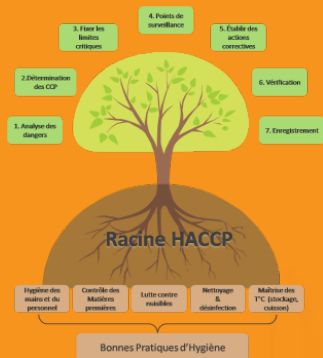 4. Points de
surveillance
3. Fixer les
limites
critiques
5. Établir des
actions
correctives
2.Détermination
des CCP
6. Vérification
1. Analyse des
dangers
7. Enregistrement
Racine HACCP
Hygiène des
mains et du
personnel
Contrôle des
Matières
premières
Lutte contre
nuisibles
Nettoyage
&
désinfection
Maîtrise des
T°C (stockage,
cuisson)
Bonnes Pratiques d'Hygiène